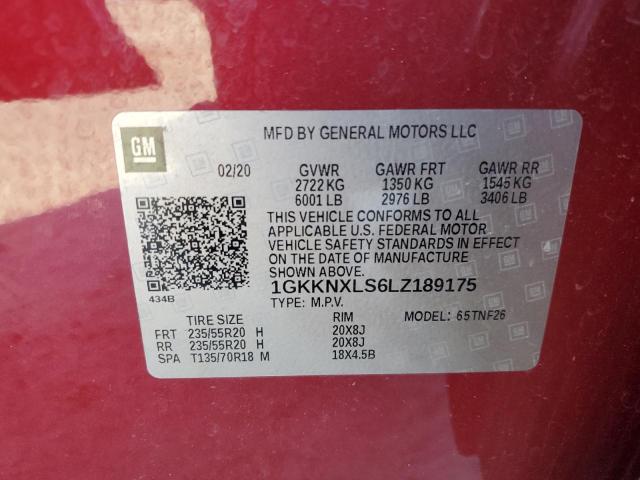 GM
MFD BY GENERAL MOTORS LLC
02/20 GVWR GAWR FRT GAWR RR
2722 KG 1350 KG 1545 KG
6001 LB 2976 LB 3406 LB
THIS VEHICLE CONFORMS TO ALL
APPLICABLE U.S. FEDERAL MOTOR
VEHICLE SAFETY STANDARDS IN EFFECT
ON THE DATE OF MANUFACTURE
SHOWN ABOVE.
434B
1GKKNXLS6LZ189175
TYPE: M.P.V. MODEL: 65TNF26
TIRE SIZE RIM
FRT 235/55R20 H 20X8J
RR 235/55R20 H 20X8J
SPA T135/70R18 M 18X4.5B